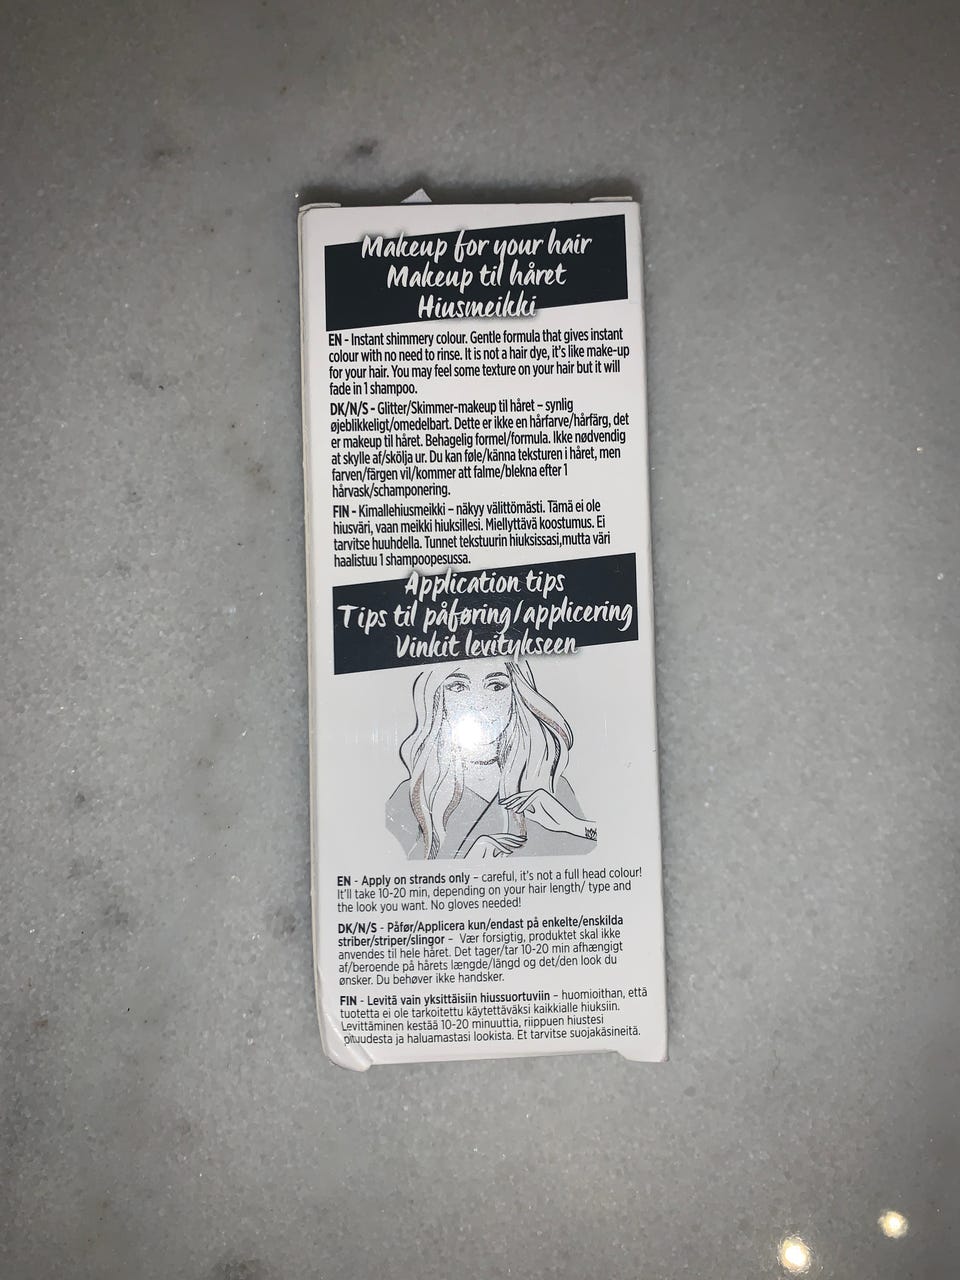 Makeup for your hair
Makeup til håret
Hiusmeikki
EN - Instant shimmery colour. Gentle formula that gives instant
colour with no need to rinse. It is not a hair dye, it's like make-up
for your hair. You may feel some texture on your hair but it will
fade in 1 shampoo.
DK/N/S - Glitter/Skimmer-makeup til håret – synlig
øjeblikkeligt/omedelbart. Dette er ikke en hårfarve/hårfärg, det
er makeup til håret. Behagelig formel/formula. Ikke nødvendig
at skylle af/skölja ur. Du kan føle/känna teksturen i håret, men
farven/färgen vil/kommer att falme/blekna efter 1
hårvask/schamponering.
FIN - Kimallehiusmeikki – näkyy välittömästi. Tämä ei ole
hiusväri, vaan meikki hiuksillesi. Miellyttävä koostumus. Ei
tarvitse huuhdella. Tunnet tekstuurin hiuksissasi,mutta väri
haalistuu 1 shampoopesussa.
Application tips
Tips til påføring/applicering
Vinkit levitykseen
EN - Apply on strands only – careful, it's not a full head colour!
It'll take 10-20 min, depending on your hair length/ type and
the look you want. No gloves needed!
DK/N/S - Påfør/Applicera kun/endast på enkelte/enskilda
striber/striper/slingor – Vær forsigtig, produktet skal ikke
anvendes til hele håret. Det tager/tar 10-20 min afhængigt
af/beroende på hårets længde/längd og det/den look du
ønsker. Du behøver ikke handsker.
FIN - Levitä vain yksittäisiin hiussuortuviin – huomioithan, että
tuotetta ei ole tarkoitettu käytettäväksi kaikkialle hiuksiin.
Levittäminen kestää 10-20 minuuttia, riippuen hiustesi
pituudesta ja haluamastasi lookista. Et tarvitse suojakäsineitä.